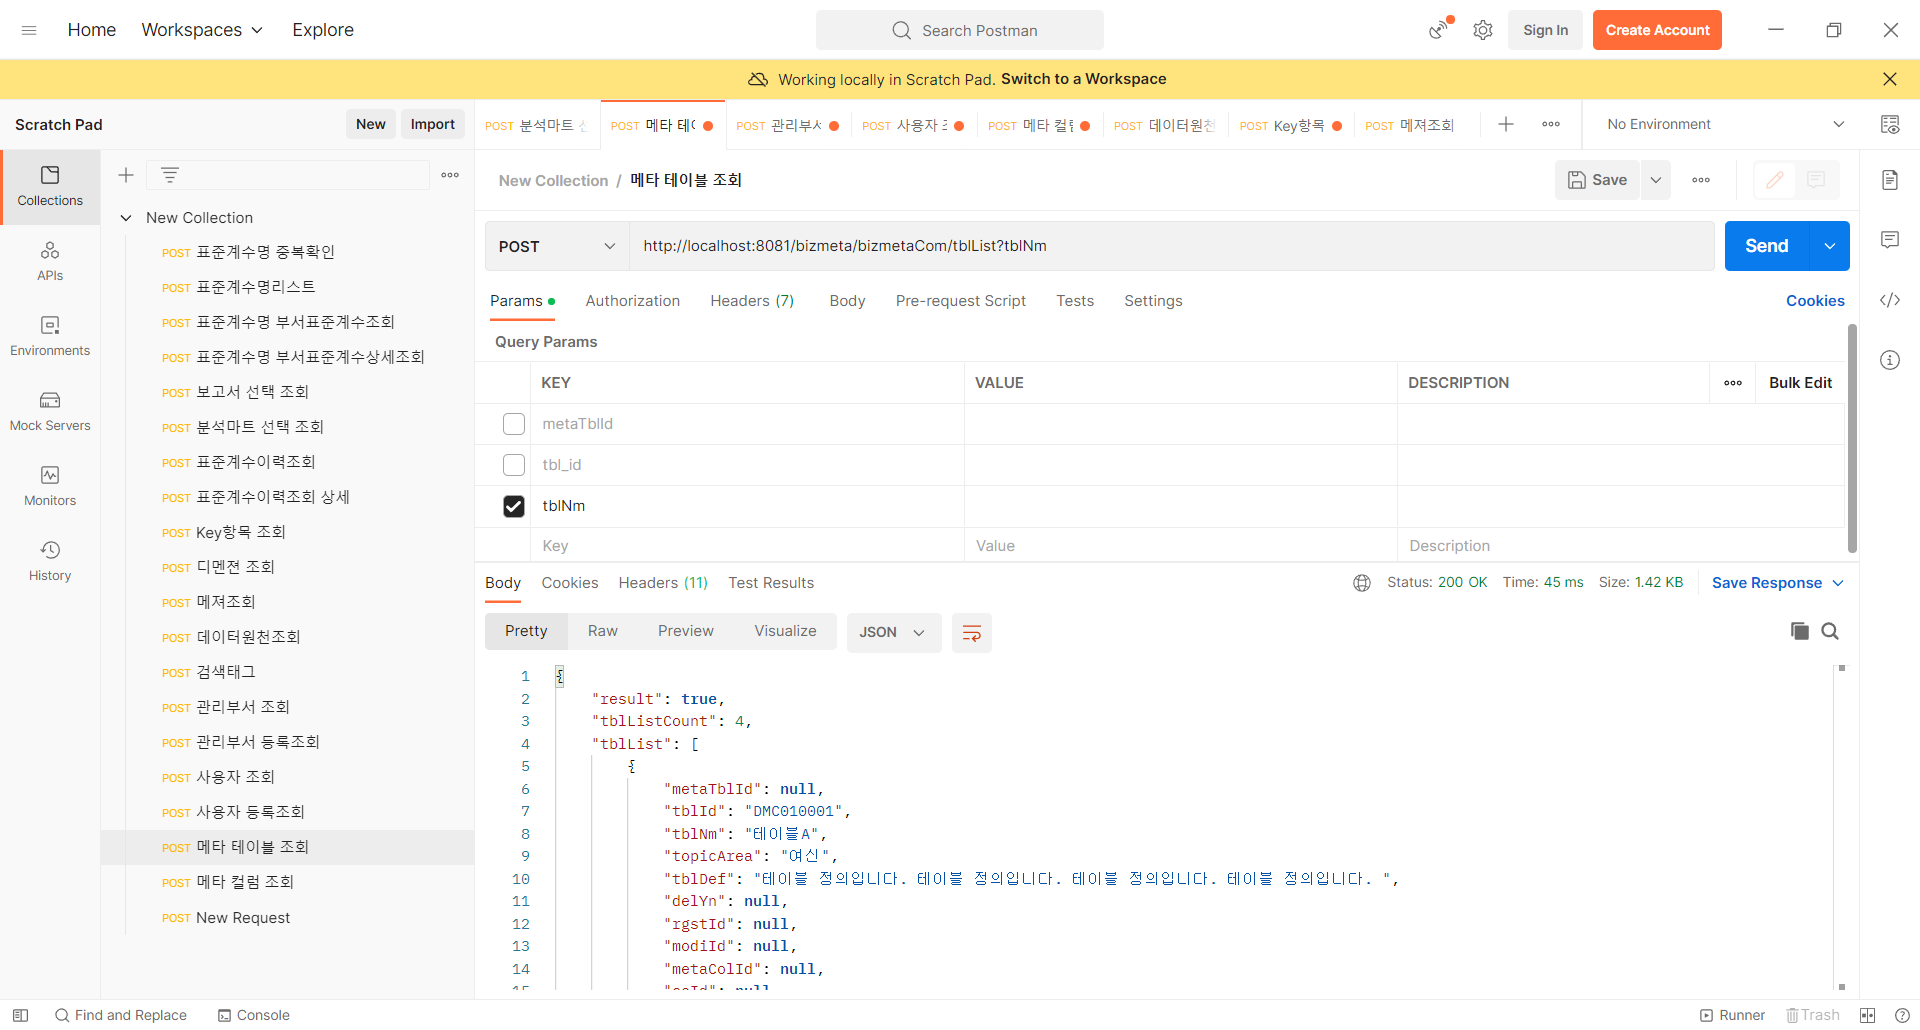 Home Workspaces Explore Search Postman Sign In Create Account
Working locally in Scratch Pad. Switch to a Workspace
Scratch Pad New Import
POST 분석마트
POST 메타
POST 관리부서
POST 사용자
POST 메타
POST 데이터원천
POST Key항목
POST 메져조회
No Environment
Collections
APIs
Environments
Mock Servers
Monitors
History
New Collection
POST 표준계수명 중복확인
POST 표준계수명리스트
POST 표준계수명 부서표준계수조회
POST 표준계수명 부서표준계수상세조회
POST 보고서 선택 조회
POST 분석마트 선택 조회
POST 표준계수이력조회
POST 표준계수이력조회 상세
POST Key항목 조회
POST 디멘젼 조회
POST 메져조회
POST 데이터원천조회
POST 검색태그
POST 관리부서 조회
POST 관리부서 등록조회
POST 사용자 조회
POST 사용자 등록조회
POST 메타 테이블 조회
POST 메타 컬럼 조회
POST New Request
New Collection / 메타 테이블 조회
Save
POST http://localhost:8081/bizmeta/bizmetaCom/tblList?tblNm
Send
Params Authorization Headers (7) Body Pre-request Script Tests Settings Cookies
Query Params
KEY VALUE DESCRIPTION Bulk Edit
metaTblId
tbl_id
tblNm
Key Value Description
Body Cookies Headers (11) Test Results Status: 200 OK Time: 45 ms Size: 1.42 KB Save Response
Pretty Raw Preview Visualize JSON
1 {
2 "result": true,
3 "tblListCount": 4,
4 "tblList": [
5 {
6 "metaTblId": null,
7 "tblId": "DMC010001",
8 "tblNm": "테이블A",
9 "topicArea": "여신",
10 "tblDef": "테이블 정의입니다. 테이블 정의입니다. 테이블 정의입니다. 테이블 정의입니다. ",
11 "delYn": null,
12 "rgstId": null,
13 "modiId": null,
14 "metaColId": null,
Find and Replace Console Runner Trash